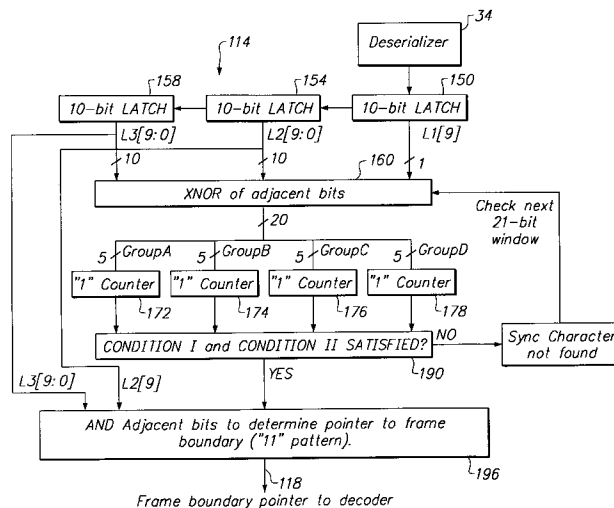 34
Deserializer
114
158
154
150
10-bit LATCH
10-bit LATCH
10-bit LATCH
L3[9:0]
L2[9:0]
L1[9]
10
10
160
1
XNOR of adjacent bits
20
Check next
21-bit
window
5
GroupA
5
GroupB
5
GroupC
5
GroupD
"1" Counter
"1" Counter
"1" Counter
"1" Counter
172
174
176
178
CONDITION I and CONDITION II SATISFIED?
NO
Sync Character
not found
190
L3[9:0]
L2[9]
YES
AND Adjacent bits to determine pointer to frame
boundary ("11" pattern).
196
118
Frame boundary pointer to decoder